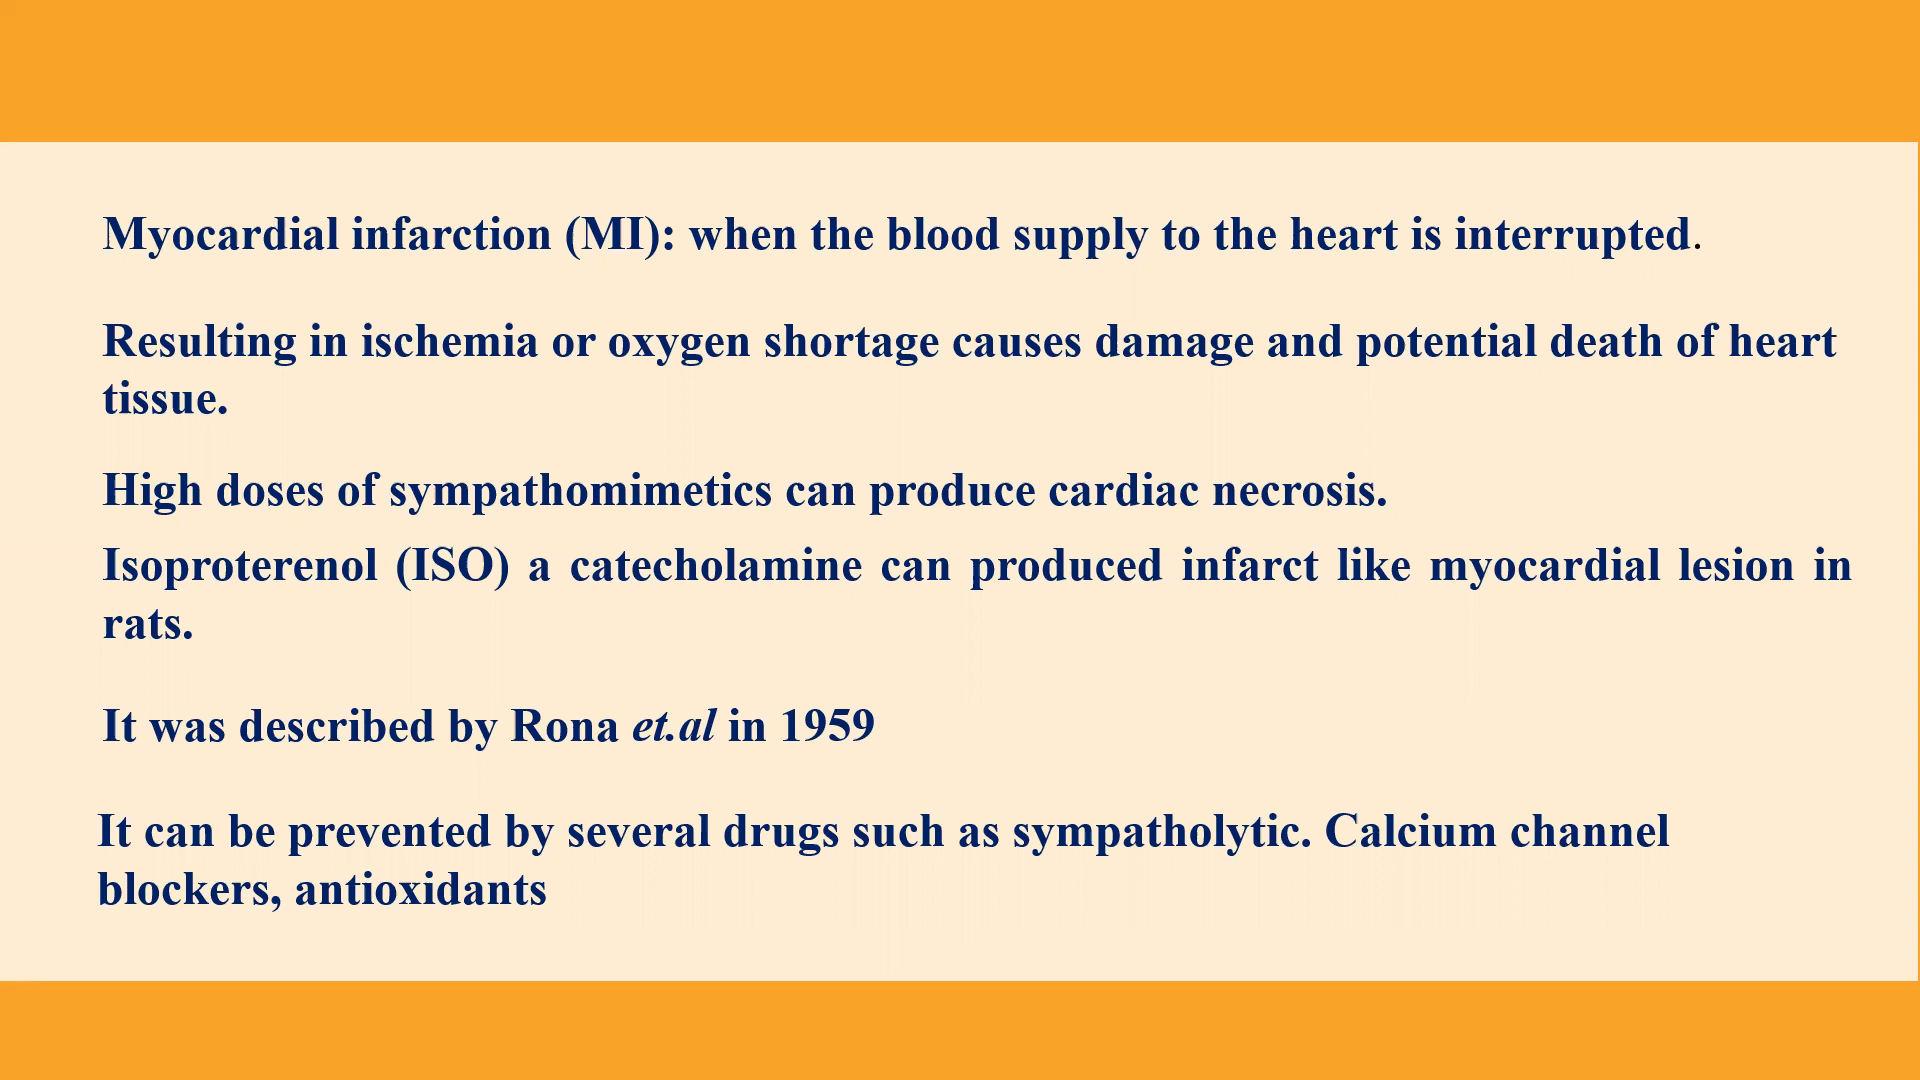 Myocardial infarction (MI): when the blood supply to the heart is interrupted.
Resulting in ischemia or oxygen shortage causes damage and potential death of heart
tissue.
High doses of sympathomimetics can produce cardiac necrosis.
Isoproterenol (ISO) a catecholamine can produced infarct like myocardial lesion in
rats.
It was described by Rona et.al in 1959
It can be prevented by several drugs such as sympatholytic. Calcium channel
blockers, antioxidants